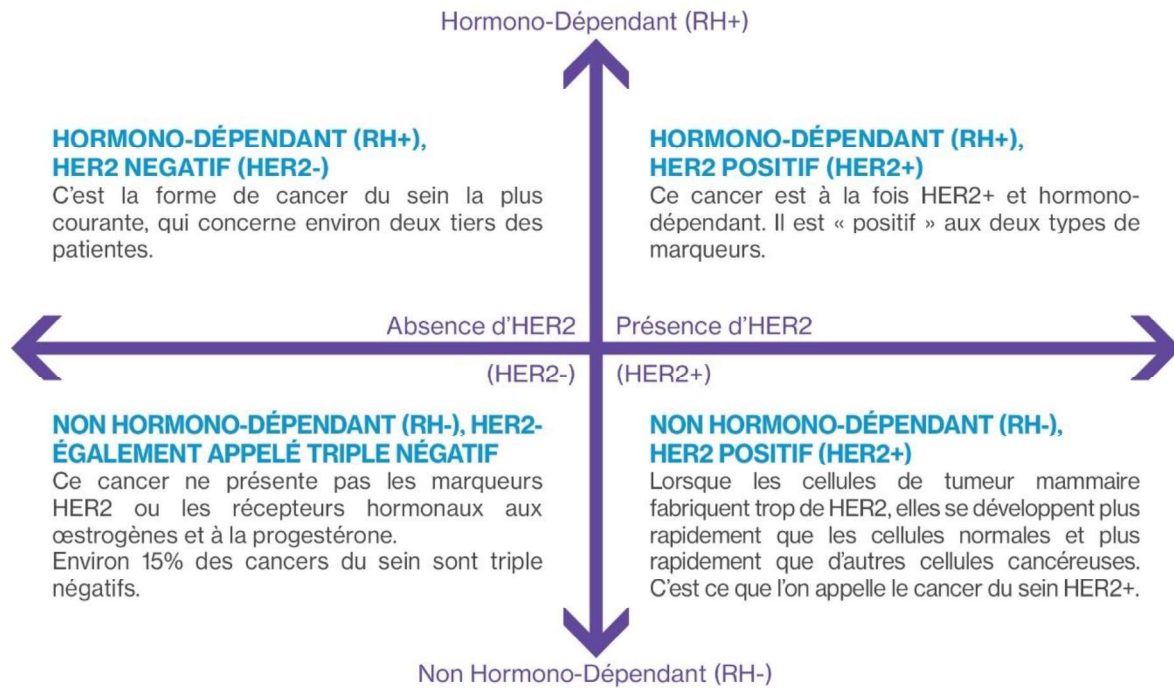 Hormono-Dépendant (RH+)
HORMONO-DÉPENDANT (RH+),
HER2 NEGATIF (HER2-)
C’est la forme de cancer du sein la plus
courante, qui concerne environ deux tiers des
patientes.
HORMONO-DÉPENDANT (RH+),
HER2 POSITIF (HER2+)
Ce cancer est à la fois HER2+ et hormono-
dépendant. Il est « positif » aux deux types de
marqueurs.
Absence d’HER2
(HER2-)
Présence d’HER2
(HER2+)
NON HORMONO-DÉPENDANT (RH-), HER2-
ÉGALEMENT APPELÉ TRIPLE NÉGATIF
Ce cancer ne présente pas les marqueurs
HER2 ou les récepteurs hormonaux aux
œstrogènes et à la progestérone.
Environ 15% des cancers du sein sont triple
négatifs.
NON HORMONO-DÉPENDANT (RH-),
HER2 POSITIF (HER2+)
Lorsque les cellules de tumeur mammaire
fabriquent trop de HER2, elles se développent plus
rapidement que les cellules normales et plus
rapidement que d’autres cellules cancéreuses.
C’est ce que l’on appelle le cancer du sein HER2+.
Non Hormono-Dépendant (RH-)